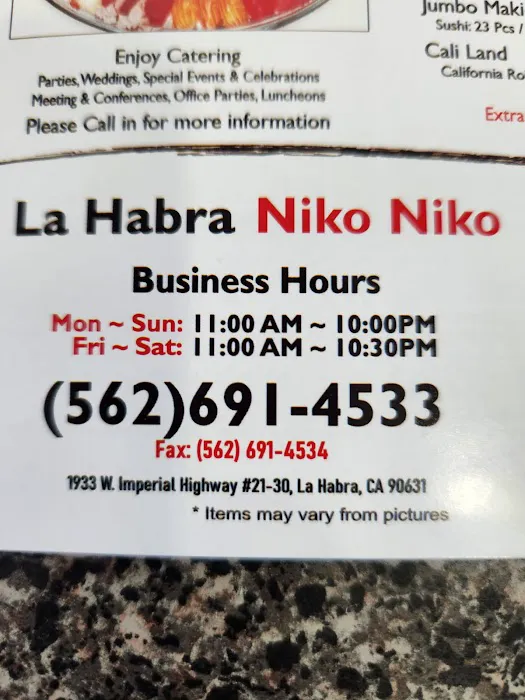 Jumbo Maki
Sushi: 23 Pcs /
Cali Land
California Ro
Extra
Enjoy Catering
Parties, Weddings, Special Events & Celebrations
Meeting & Conferences, Office Parties, Luncheons
Please Call in for more information
La Habra Niko Niko
Business Hours
Mon ~ Sun: 11:00 AM ~ 10:00PM
Fri ~ Sat: 11:00 AM ~ 10:30PM
(562)691-4533
Fax: (562) 691-4534
1933 W. Imperial Highway #21-30, La Habra, CA 90631
* Items may vary from pictures